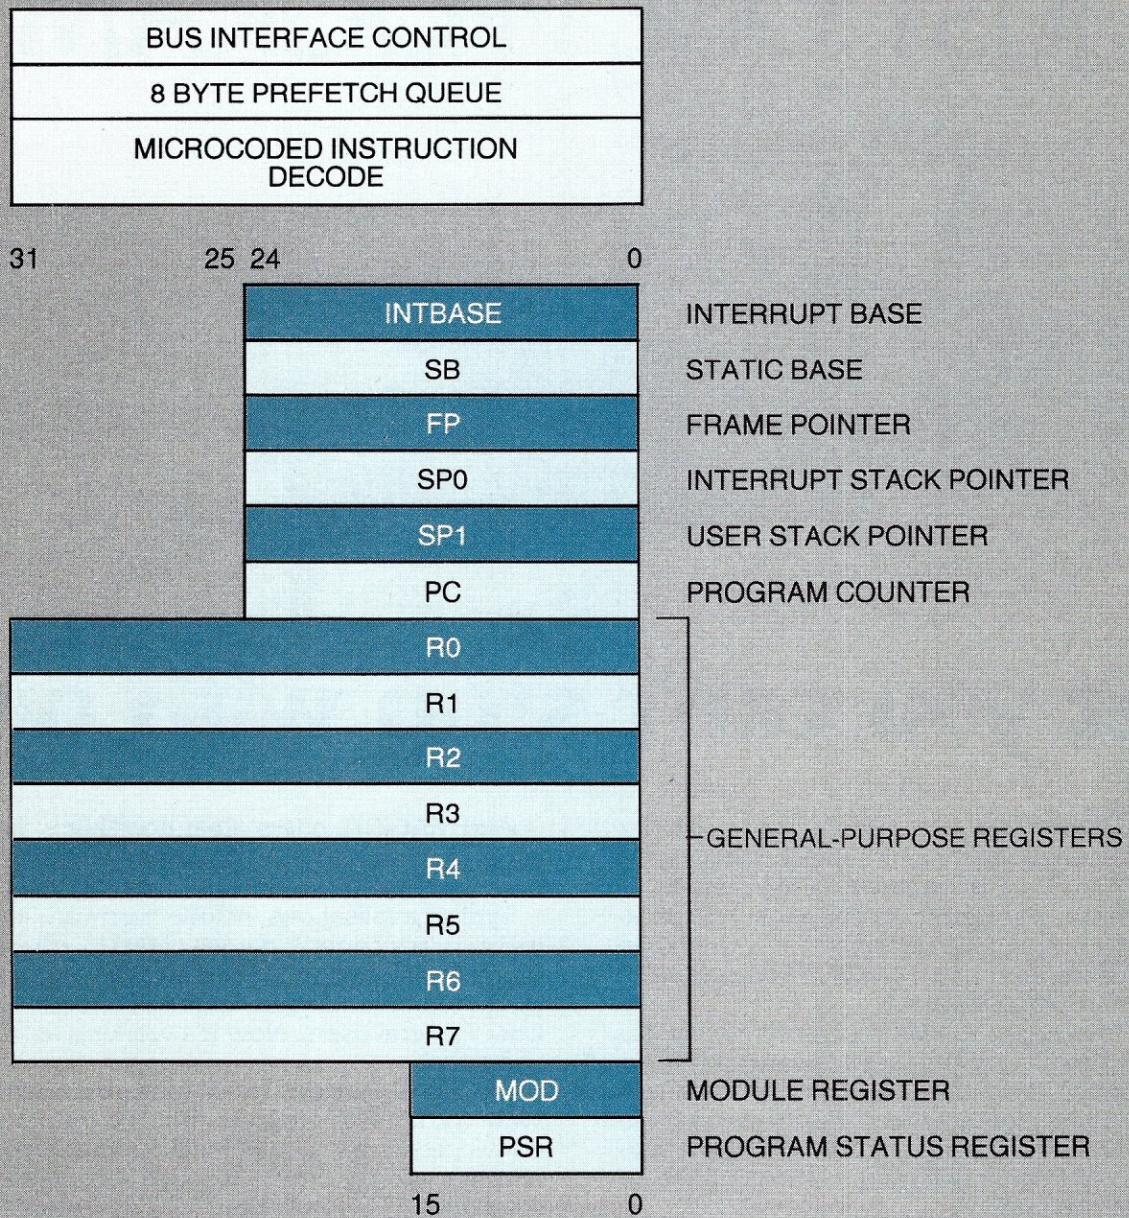 BUS INTERFACE CONTROL
8 BYTE PREFETCH QUEUE
MICROCODED INSTRUCTION
DECODE
31 25 24 0
INTBASE INTERRUPT BASE
SB STATIC BASE
FP FRAME POINTER
SP0 INTERRUPT STACK POINTER
SP1 USER STACK POINTER
PC PROGRAM COUNTER
R0
R1
R2
R3
GENERAL-PURPOSE REGISTERS
R4
R5
R6
R7
MOD MODULE REGISTER
PSR PROGRAM STATUS REGISTER
15 0